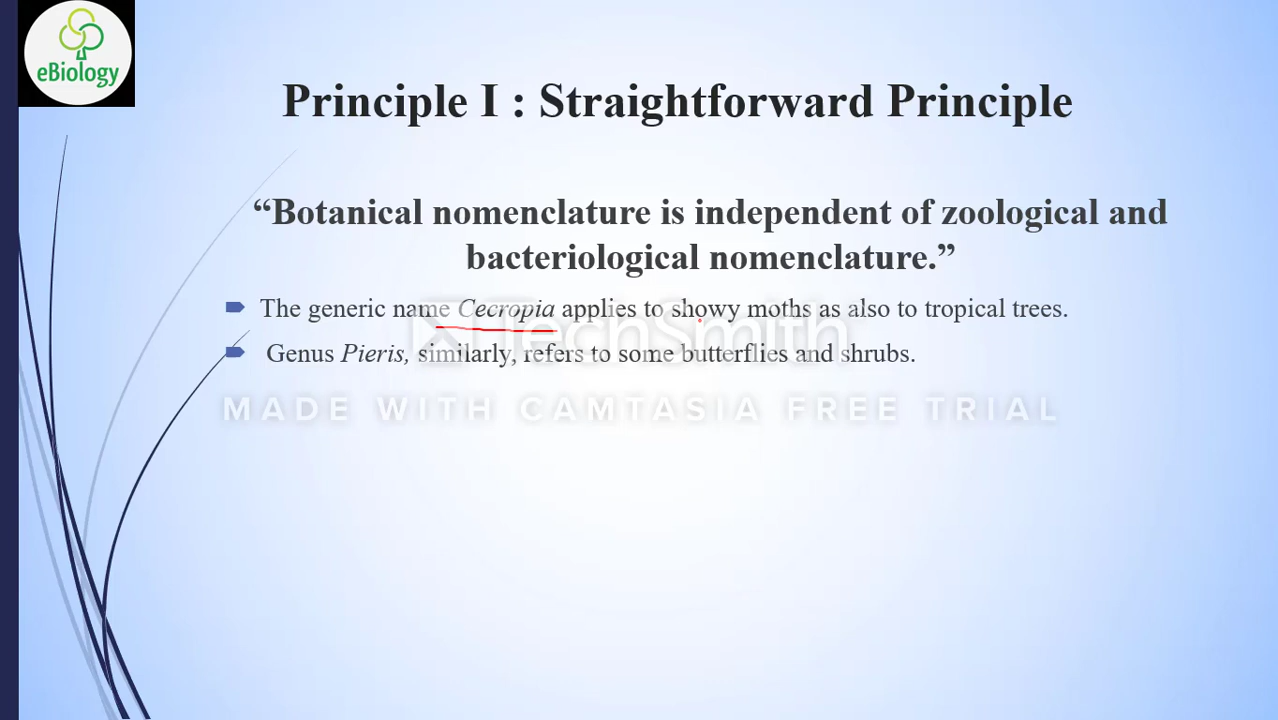 eBiology
Principle I : Straightforward Principle
“Botanical nomenclature is independent of zoological and
bacteriological nomenclature.”
The generic name Cecropia applies to showy moths as also to tropical trees.
TechSmith
Genus Pieris, similarly, refers to some butterflies and shrubs.
MADE WITH CAMTASIA FREE TRIAL